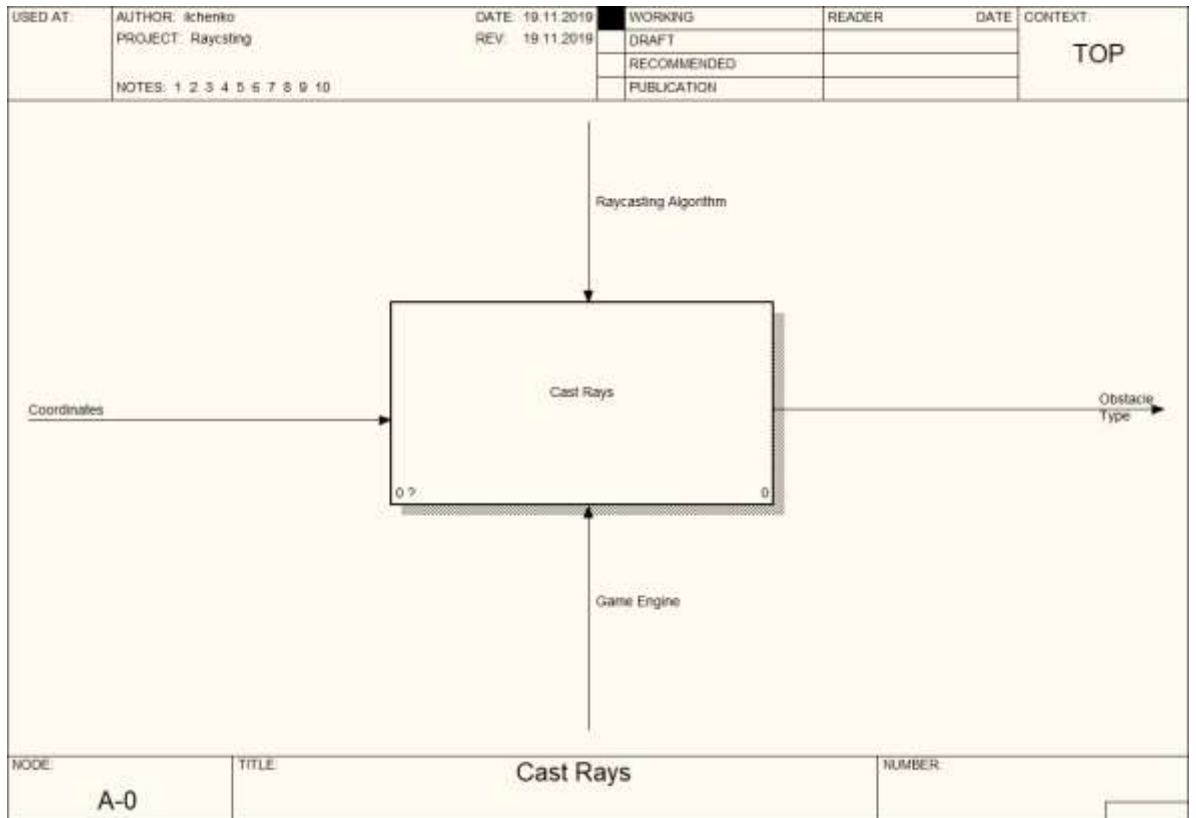 USED AT:
AUTHOR: ilchenko
DATE: 19.11.2019
PROJECT: Raycsting
REV: 19.11.2019
NOTES: 1 2 3 4 5 6 7 8 9 10
WORKING
DRAFT
RECOMMENDED
PUBLICATION
READER
DATE
CONTEXT:
TOP
Raycasting Algorithm
Cast Rays
0 ?
0
Coordinates
Obstacle
Type
Game Engine
NODE:
A-0
TITLE:
Cast Rays
NUMBER: